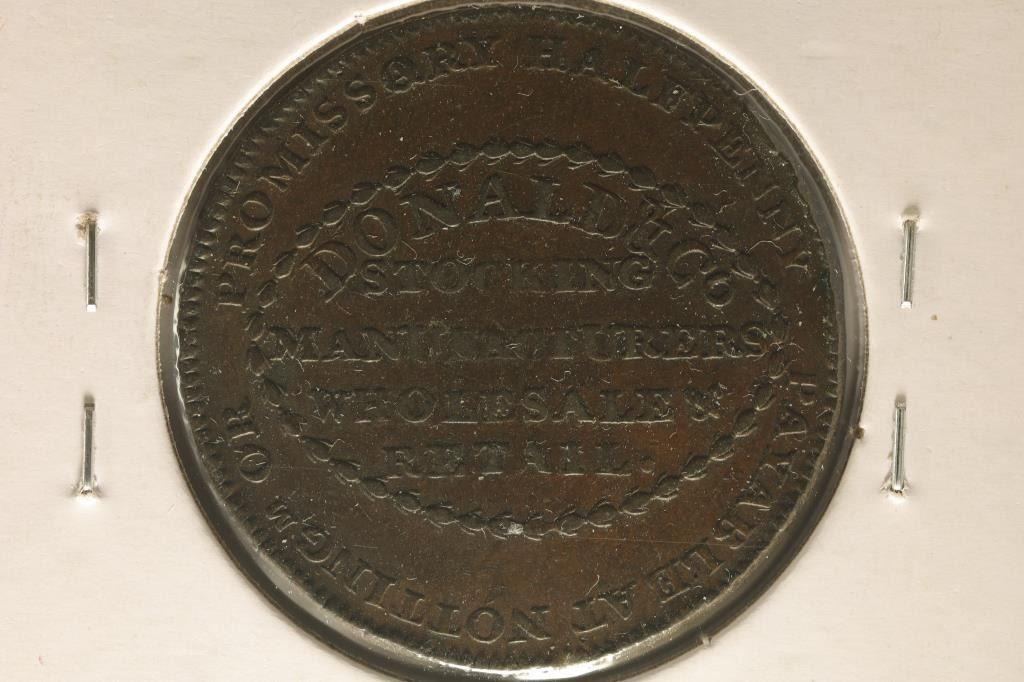 PROMISSORY HALFPENNY PAYABLE AT NOTTINGM OR
DONALD & Co
STOCKING
MANUFACTURERS
WHOLESALE &
RETAIL.